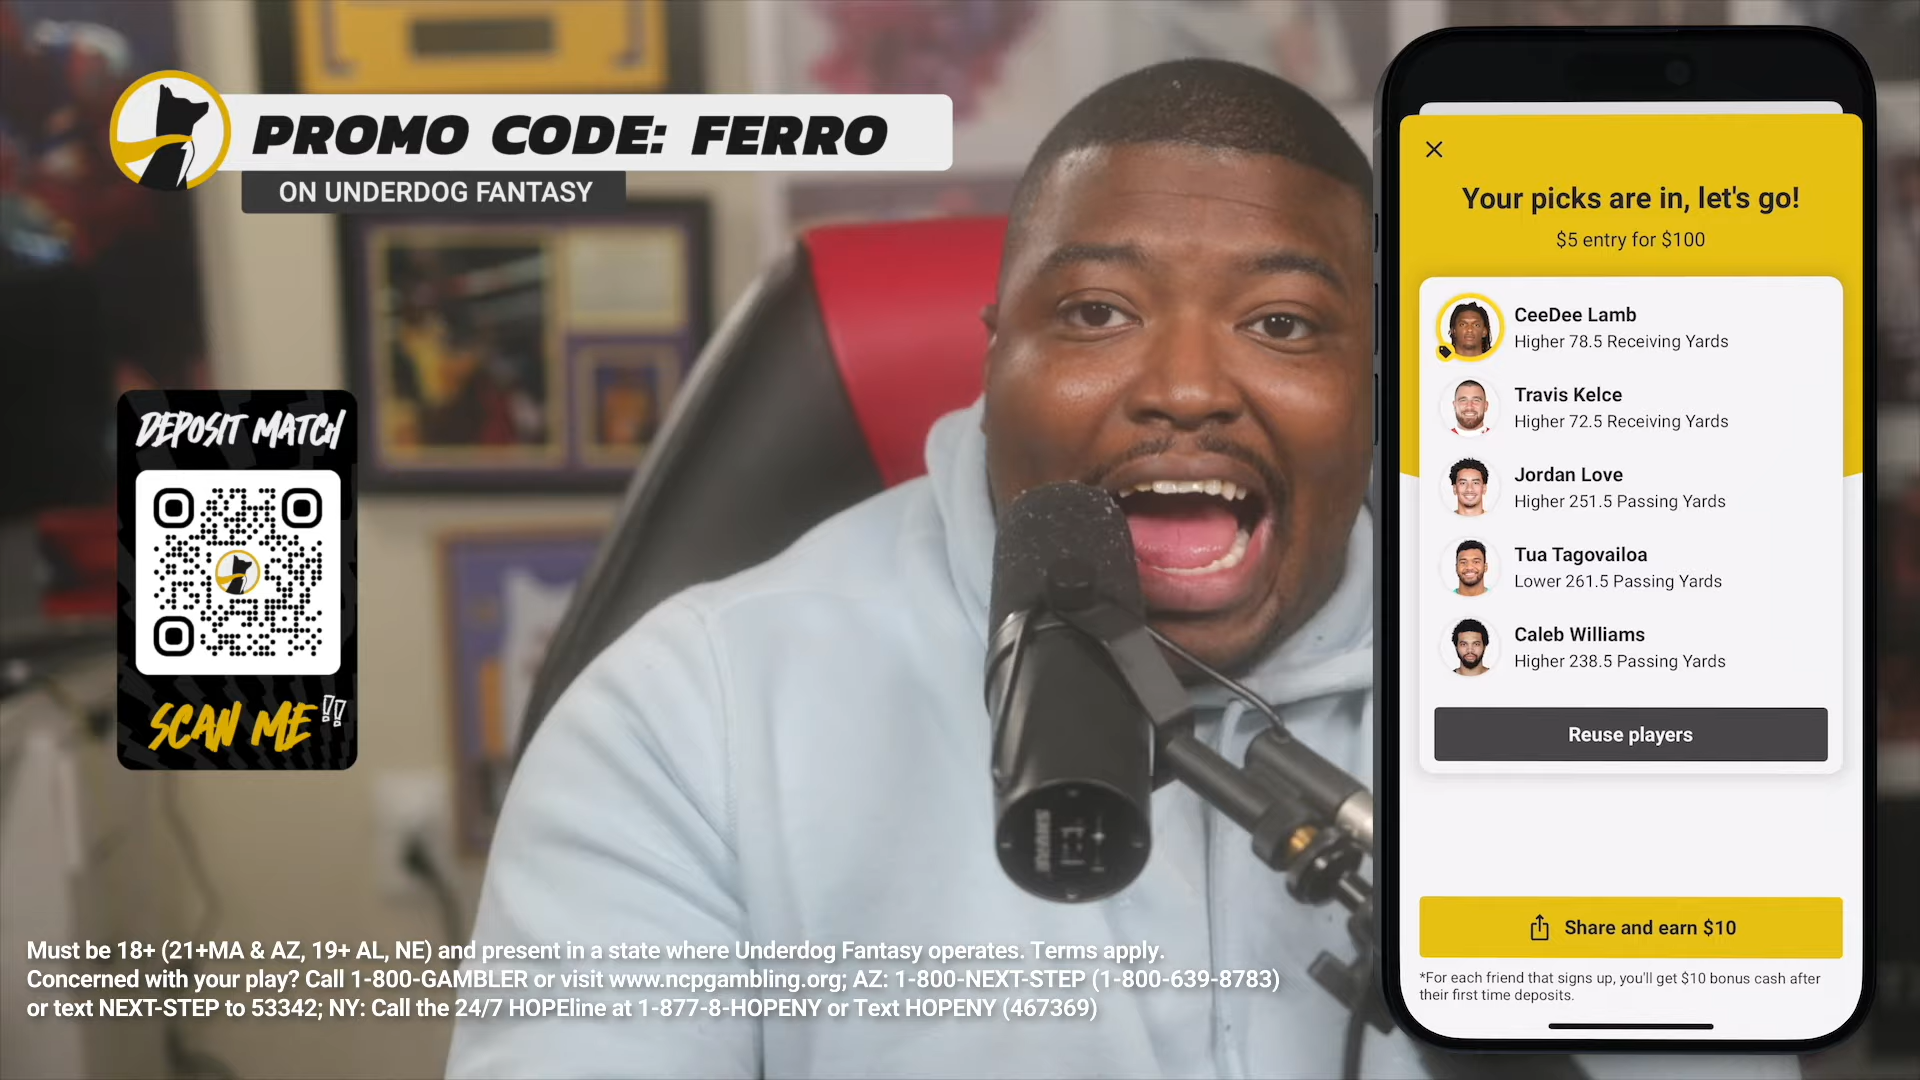 PROMO CODE: FERRO
ON UNDERDOG FANTASY
DEPOSIT MATCH
SCAN ME!!
Must be 18+ (21+MA & AZ, 19+ AL, NE) and present in a state where Underdog Fantasy operates. Terms apply.
Concerned with your play? Call 1-800-GAMBLER or visit www.ncpgambling.org; AZ: 1-800-NEXT-STEP (1-800-639-8783)
or text NEXT-STEP to 53342; NY: Call the 24/7 HOPEline at 1-877-8-HOPENY or Text HOPENY (467369)
SHURE
Your picks are in, let's go!
$5 entry for $100
CeeDee Lamb
Higher 78.5 Receiving Yards
Travis Kelce
Higher 72.5 Receiving Yards
Jordan Love
Higher 251.5 Passing Yards
Tua Tagovailoa
Lower 261.5 Passing Yards
Caleb Williams
Higher 238.5 Passing Yards
Reuse players
Share and earn $10
*For each friend that signs up, you'll get $10 bonus cash after
their first time deposits.